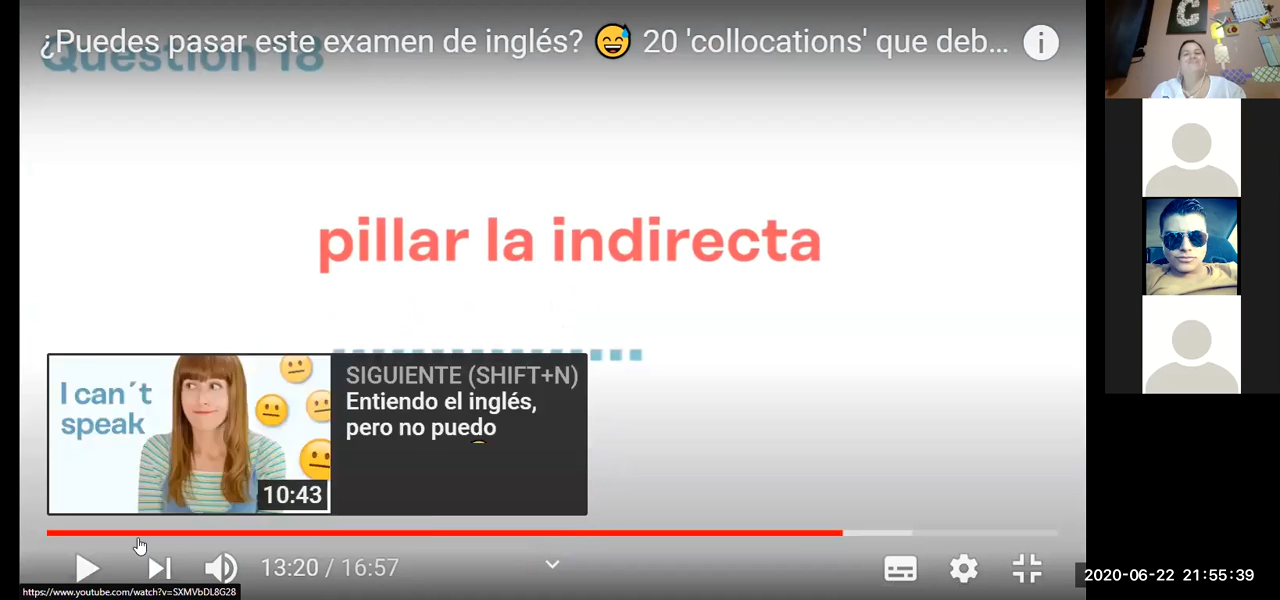 ¿Puedes pasar este examen de inglés? 😅 20 'collocations' que deb...
Question 18
pillar la indirecta
I can´t
speak
10:43
SIGUIENTE (SHIFT+N)
Entiendo el inglés,
pero no puedo
13:20 / 16:57
https://www.youtube.com/watch?v=SXMVbDL8G28
2020-06-22 21:55:39
C